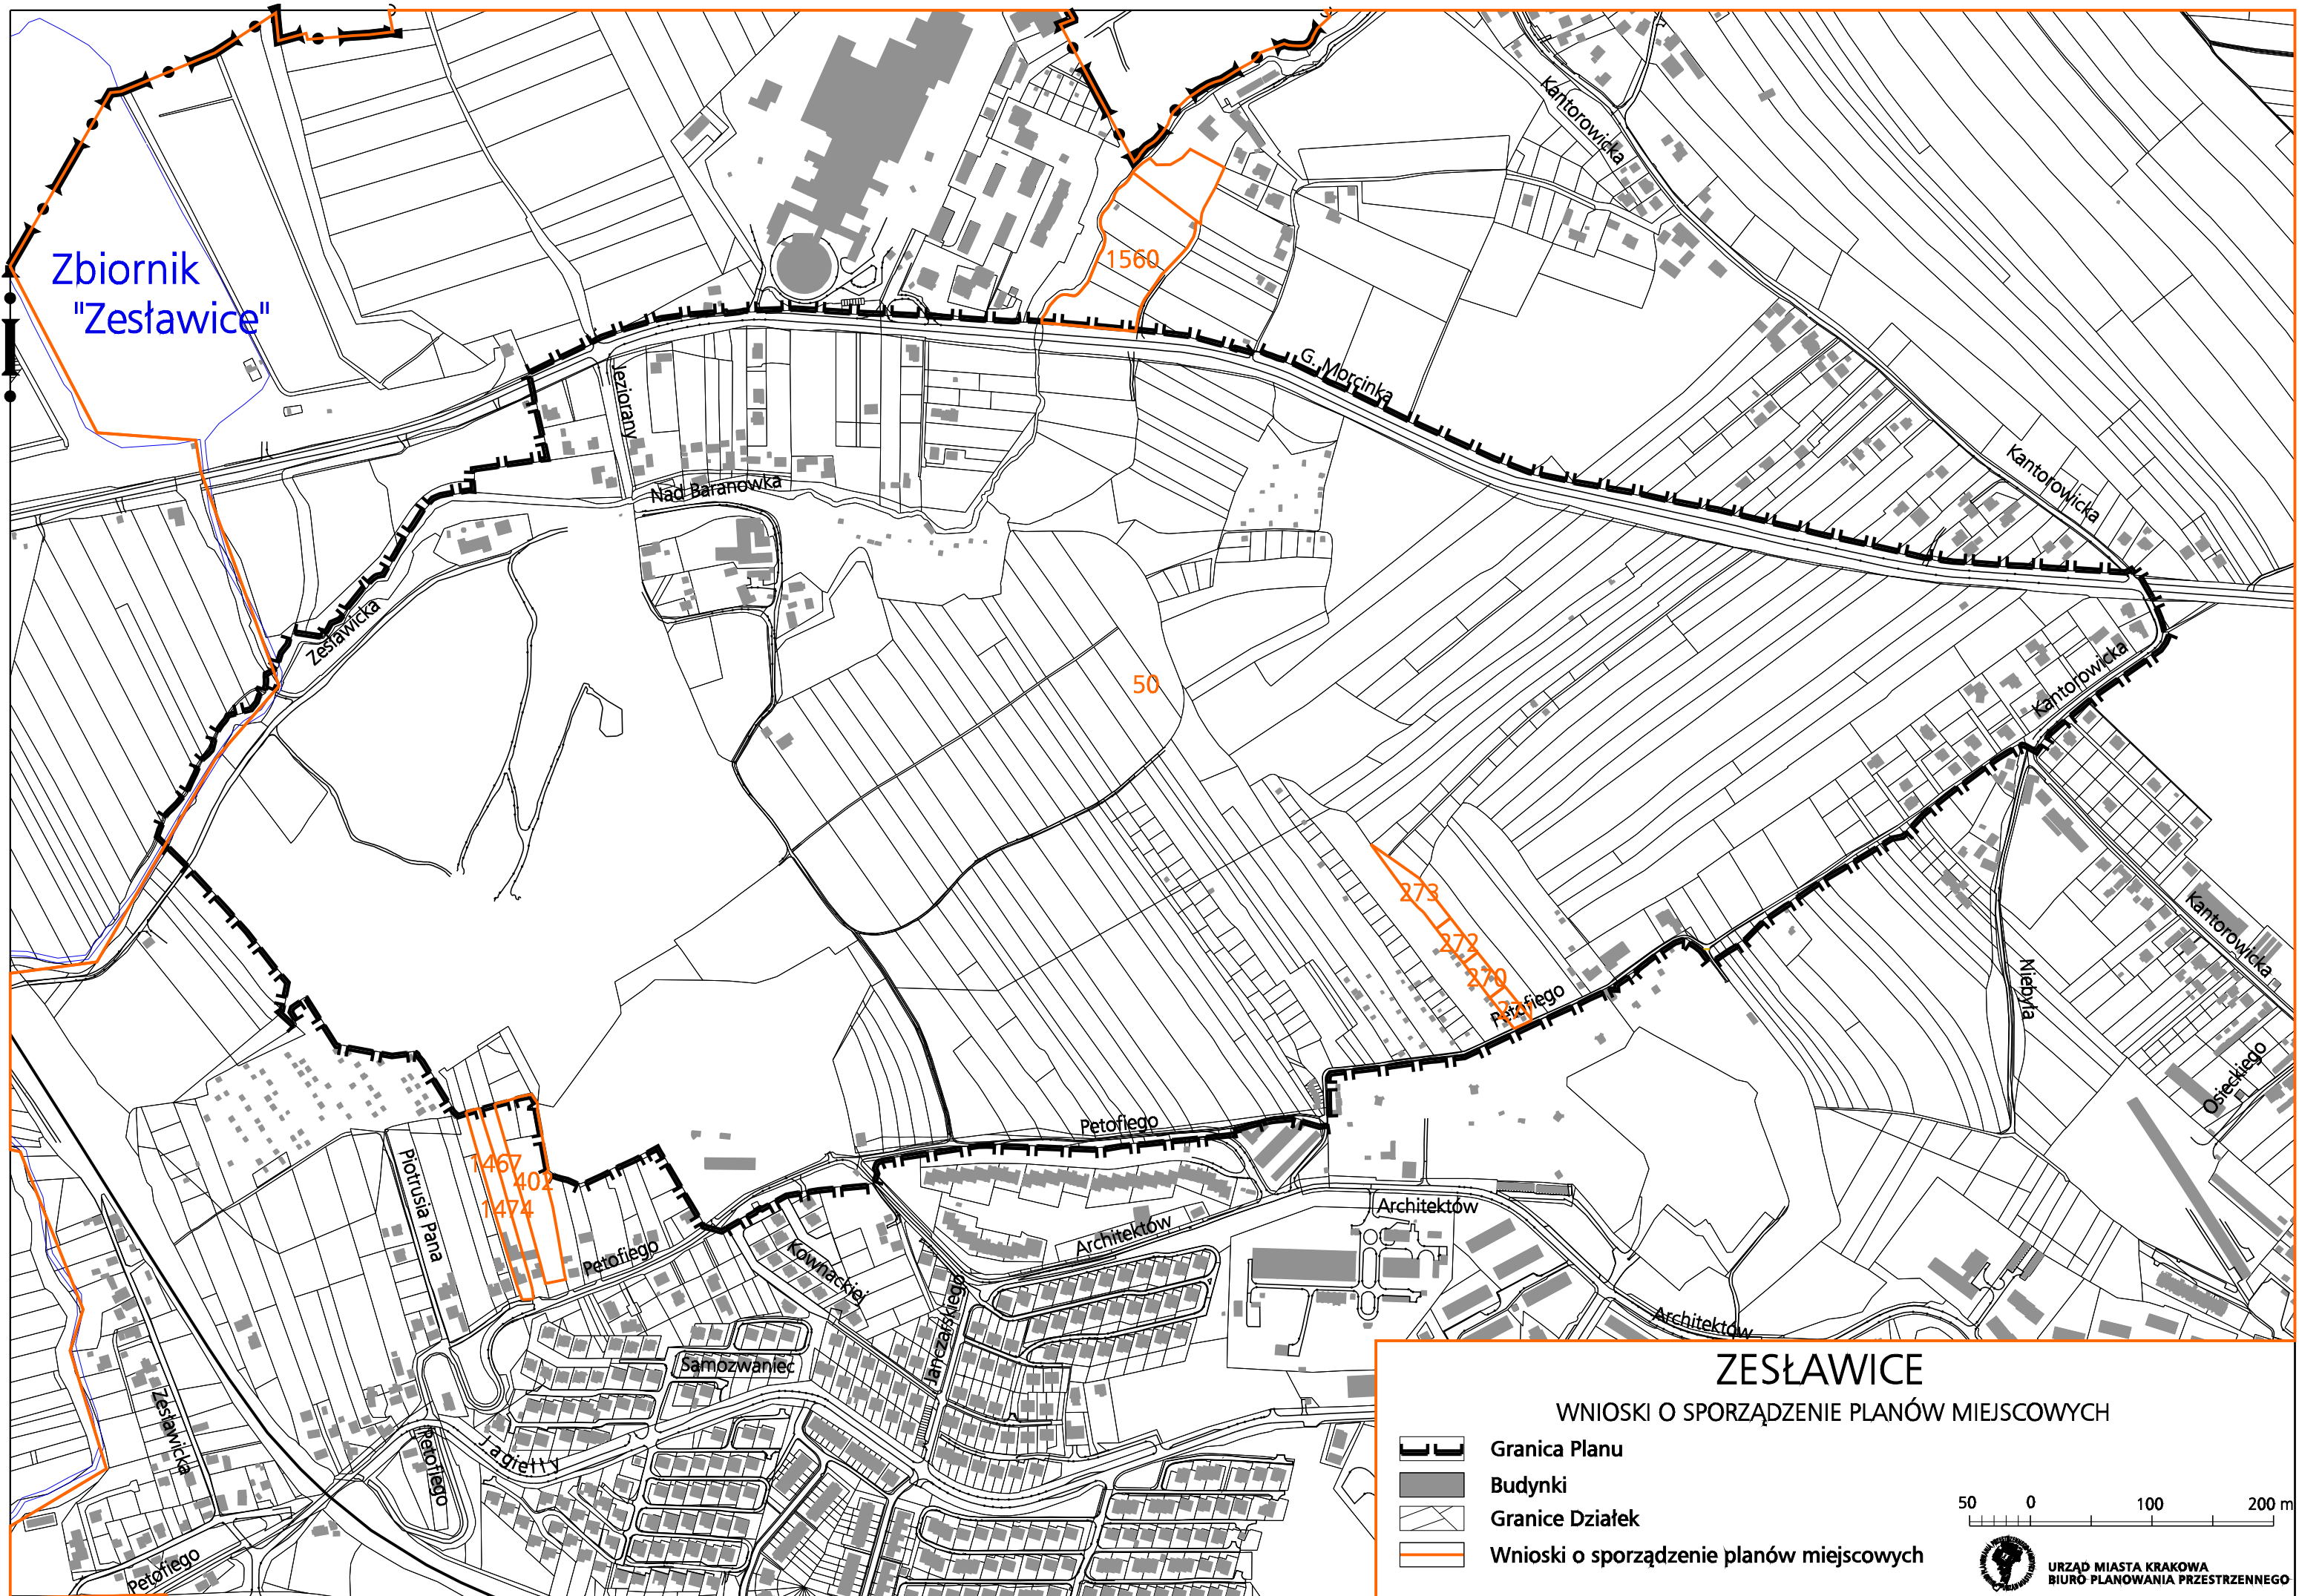 Kantorowicka
Zbiornik
"Zesławice"
1560
G. Morcinka
Jeziorany
Nad Baranówką
Kantorowicka
Zesławicka
50
Kantorowicka
273
272
270
Petofiego
Kantorowicka
Niebyła
Osieckiego
Petofiego
1467
402
1474
Piotrusia Pana
Petofiego
Architektów
Architektów
Kownackiej
Janczarskiego
Architektów
Samozwaniec
Zesławicka
Petofiego
Jagiełły
Petofiego
ZESŁAWICE
WNIOSKI O SPORZĄDZENIE PLANÓW MIEJSCOWYCH
Granica Planu
Budynki
Granice Działek
Wnioski o sporządzenie planów miejscowych
50 0 100 200 m
URZĄD MIASTA KRAKOWA
BIURO PLANOWANIA PRZESTRZENNEGO